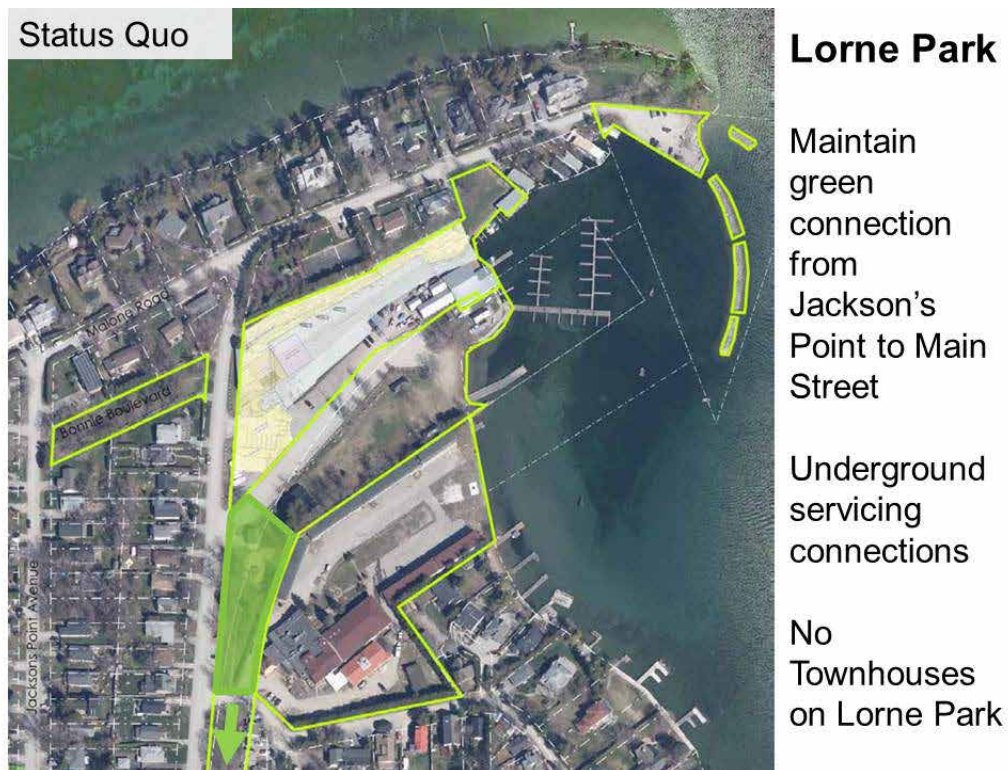 Status Quo
Lorne Park
Maintain
green
connection
from
Jackson's
Point to Main
Street
Underground
servicing
connections
No
Townhouses
on Lorne Park
Malone Road
Bonnie Boulevard
Jacksons Point Avenue